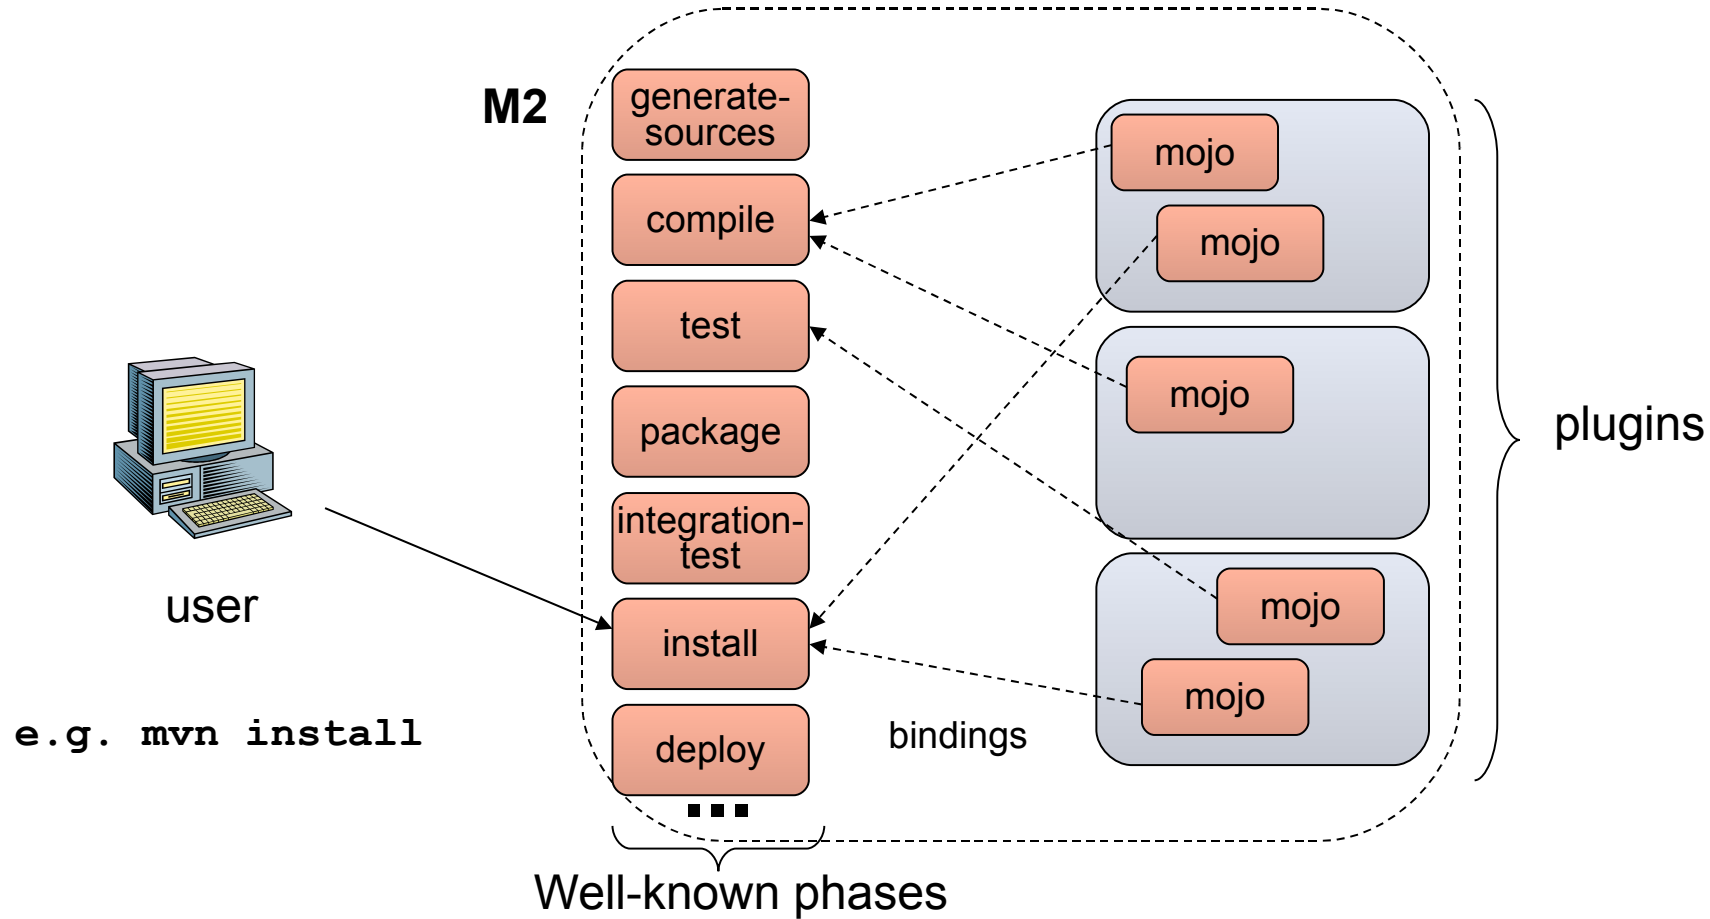 M2
generate-
sources
compile
test
package
integration-
test
install
deploy
...
mojo
mojo
mojo
mojo
mojo
plugins
user
e.g. mvn install
bindings
Well-known phases